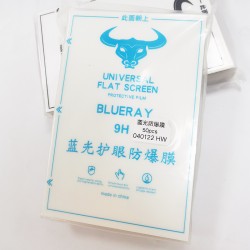 此面朝上
UNIVERSAL
FLAT SCREEN
PROTECTIVE FILM
BLUERAY
9H
蓝光防爆膜
50pcs
040122 HW
蓝光护眼防爆膜